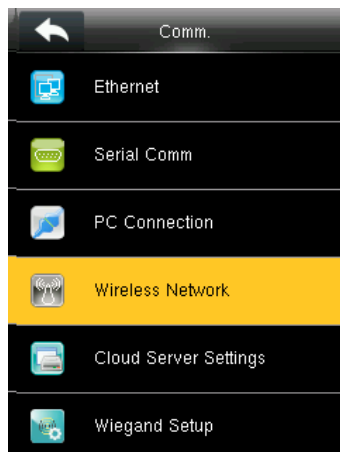 Comm.
Ethernet
Serial Comm
PC Connection
Wireless Network
Cloud Server Settings
Wiegand Setup